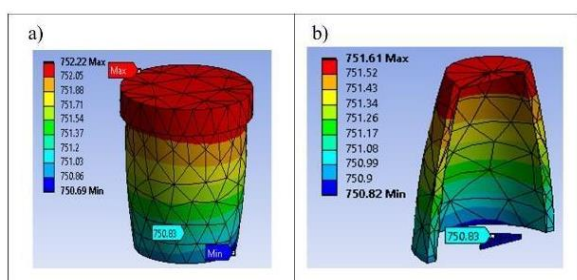 a)
752.22 Max
752.05
751.88
751.71
751.54
751.37
751.2
751.03
750.86
750.69 Min
Max
750.83
Min
b)
751.61 Max
751.52
751.43
751.34
751.26
751.17
751.08
750.99
750.9
750.82 Min
750.83